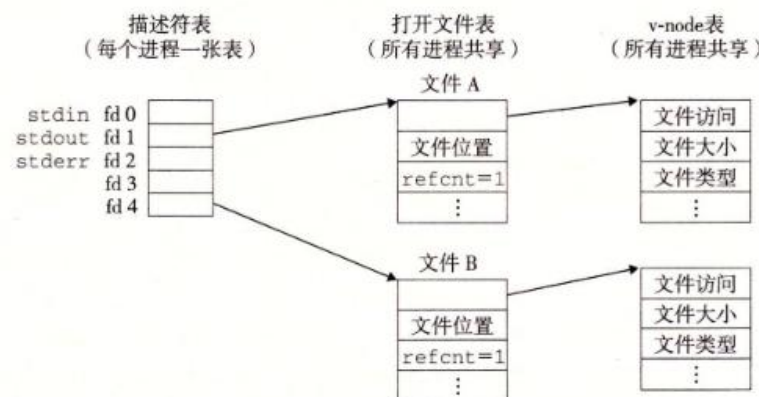 描述符表
（每个进程一张表）
打开文件表
（所有进程共享）
v-node表
（所有进程共享）
stdin fd 0
stdout fd 1
stderr fd 2
fd 3
fd 4
文件 A
文件位置
refcnt=1
⋮
文件访问
文件大小
文件类型
⋮
文件 B
文件位置
refcnt=1
⋮
文件访问
文件大小
文件类型
⋮